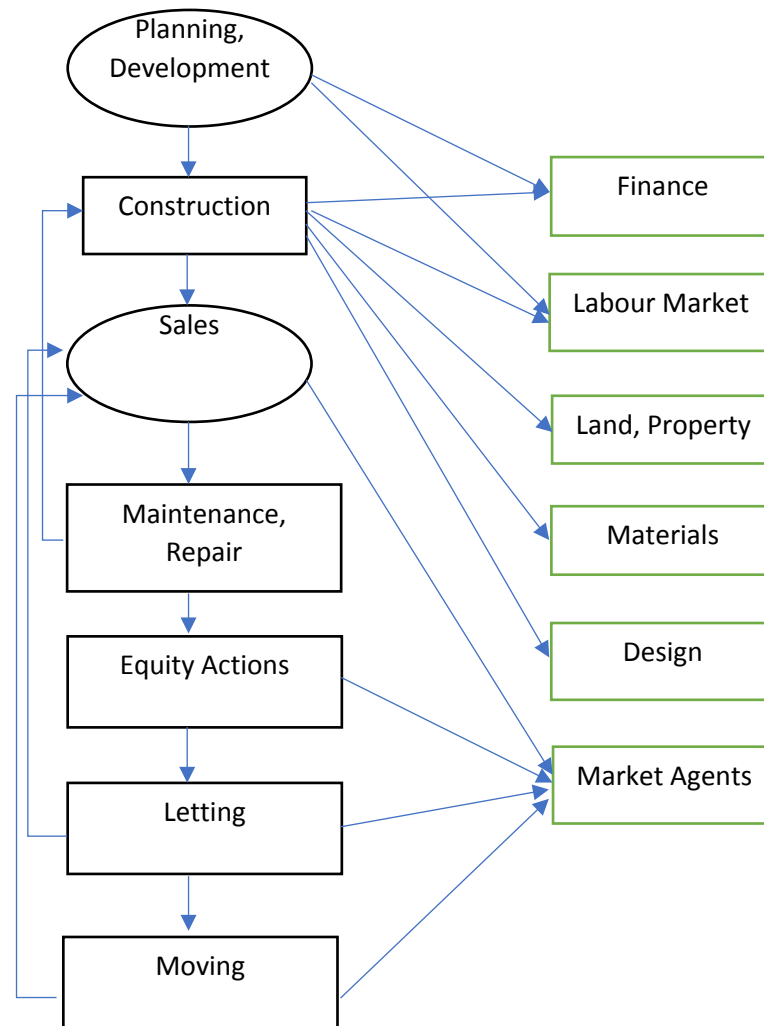 Planning,
Development
Construction
Sales
Maintenance,
Repair
Equity Actions
Letting
Moving
Finance
Labour Market
Land, Property
Materials
Design
Market Agents